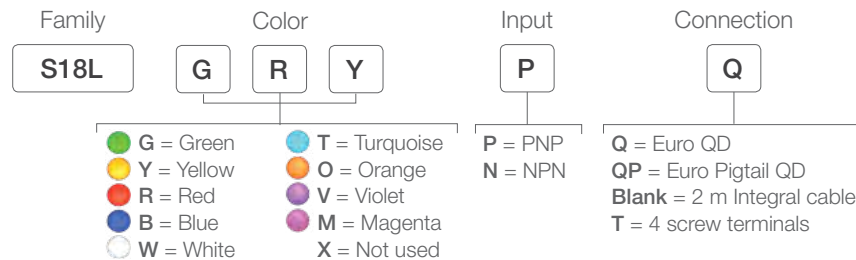 Family
Color
Input
Connection
S18L
G
R
Y
P
Q
G = Green
Y = Yellow
R = Red
B = Blue
W = White
T = Turquoise
O = Orange
V = Violet
M = Magenta
X = Not used
P = PNP
N = NPN
Q = Euro QD
QP = Euro Pigtail QD
Blank = 2 m Integral cable
T = 4 screw terminals